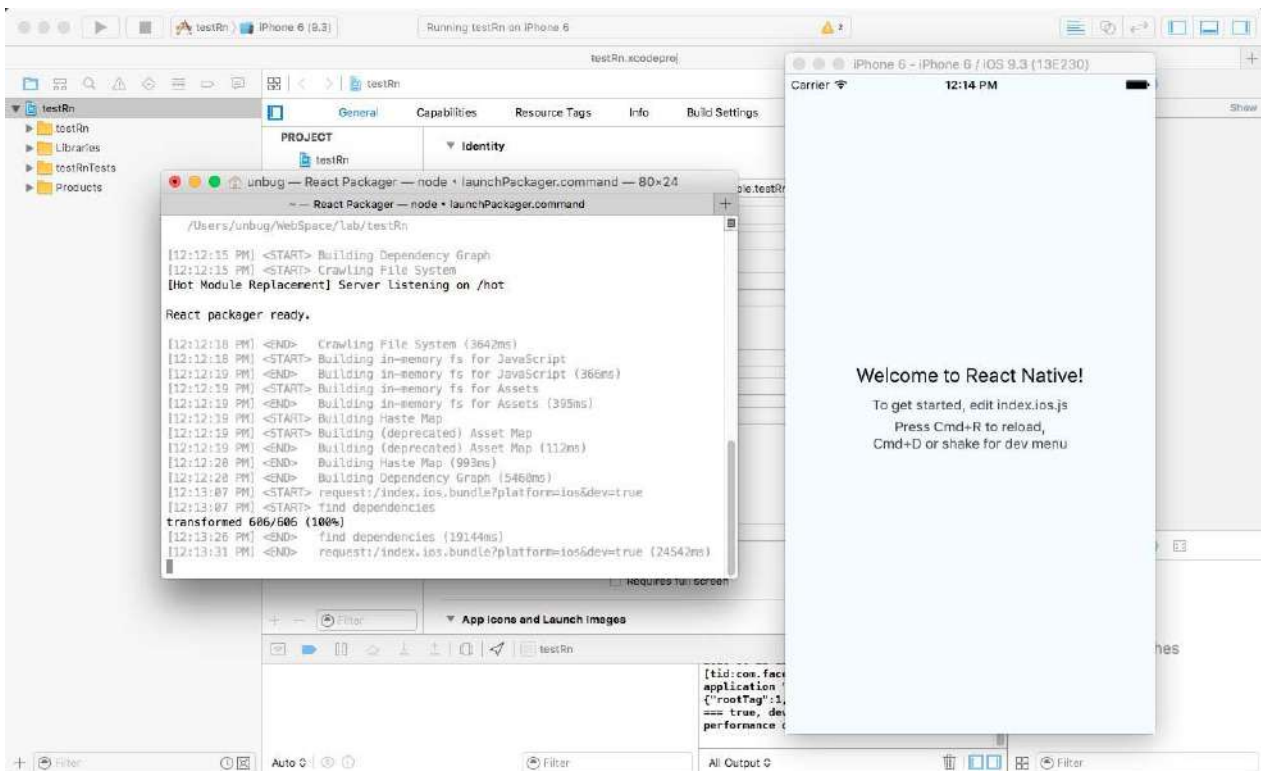 testRn
iPhone 6 (9.3)
Running testRn on iPhone 6
2
testRn.xcodeproj
testRn
testRn
testRn
Libraries
testRnTests
Products
General
Capabilities
Resource Tags
Info
Build Settings
Show
PROJECT
testRn
Identity
ple.testRn
unbug — React Packager — node • launchPackager.command — 80×24
~ — React Packager — node • launchPackager.command
/Users/unbug/WebSpace/lab/testRn
[12:12:15 PM] <START> Building Dependency Graph
[12:12:15 PM] <START> Crawling File System
[Hot Module Replacement] Server listening on /hot
React packager ready.
[12:12:18 PM] <END> Crawling File System (3642ms)
[12:12:18 PM] <START> Building in-memory fs for JavaScript
[12:12:19 PM] <END> Building in-memory fs for JavaScript (366ms)
[12:12:19 PM] <START> Building in-memory fs for Assets
[12:12:19 PM] <END> Building in-memory fs for Assets (395ms)
[12:12:19 PM] <START> Building Haste Map
[12:12:19 PM] <START> Building (deprecated) Asset Map
[12:12:19 PM] <END> Building (deprecated) Asset Map (112ms)
[12:12:20 PM] <END> Building Haste Map (993ms)
[12:12:20 PM] <END> Building Dependency Graph (5460ms)
[12:13:07 PM] <START> request:/index.ios.bundle?platform=ios&dev=true
[12:13:07 PM] <START> find dependencies
transformed 606/606 (100%)
[12:13:26 PM] <END> find dependencies (19144ms)
[12:13:31 PM] <END> request:/index.ios.bundle?platform=ios&dev=true (24542ms)
Requires full screen
Filter
App Icons and Launch Images
testRn
iPhone 6 - iPhone 6 / iOS 9.3 (13E230)
Carrier
12:14 PM
Welcome to React Native!
To get started, edit index.ios.js
Press Cmd+R to reload,
Cmd+D or shake for dev menu
hes
[tid:com.face
application "
{"rootTag":1,
=== true, dev
performance o
Filter
Auto
Filter
All Output
Filter